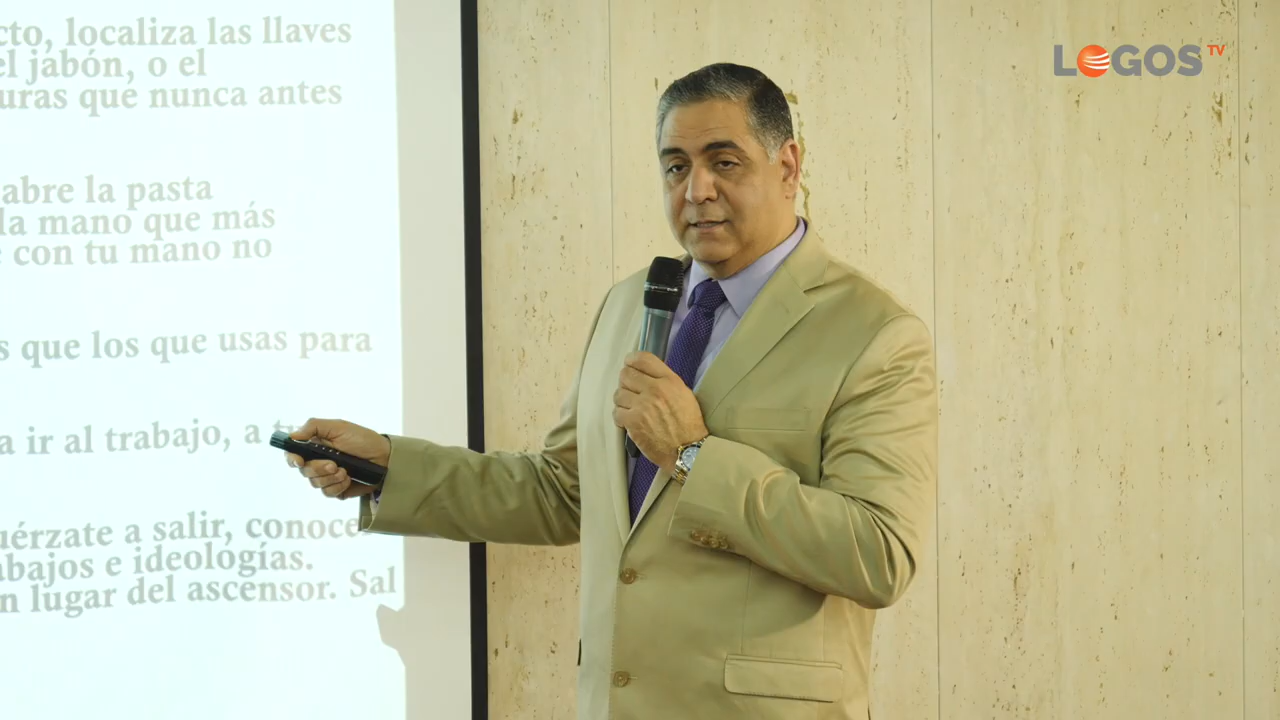 cto, localiza las llaves
el jabón, o el
uras que nunca antes
abre la pasta
la mano que más
e con tu mano no
s que los que usas para
a ir al trabajo, a tu
uérzate a salir, conoce
abajos e ideologías.
n lugar del ascensor. Sal
LOGOS TV